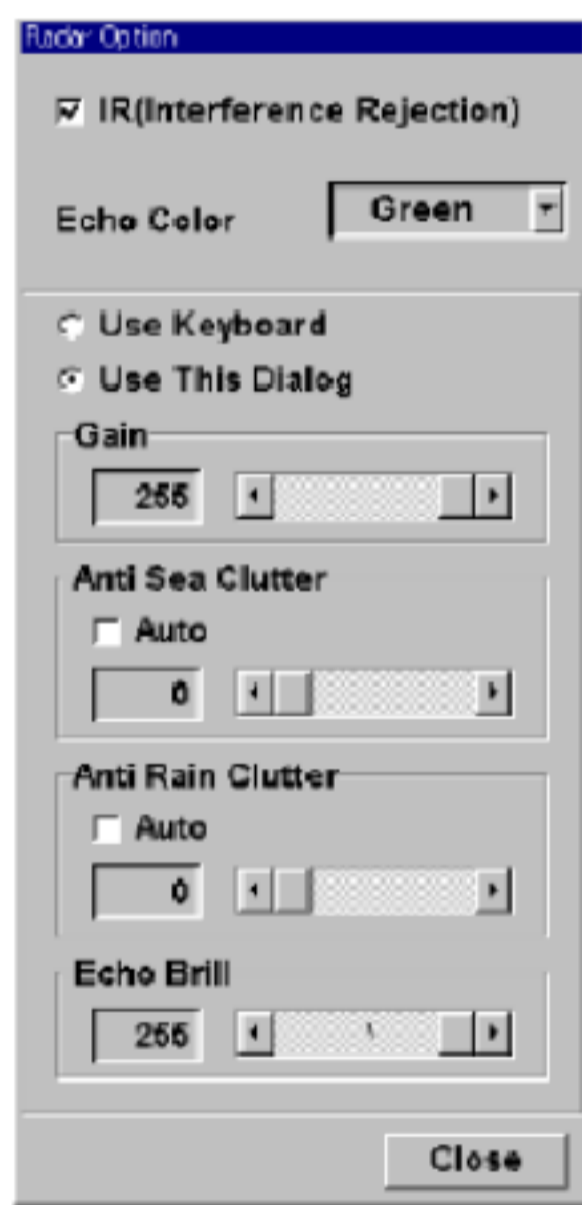 Radar Option
IR(Interference Rejection)
Echo Color Green
Use Keyboard
Use This Dialog
Gain
255
Anti Sea Clutter
Auto
0
Anti Rain Clutter
Auto
0
Echo Brill
255
Close